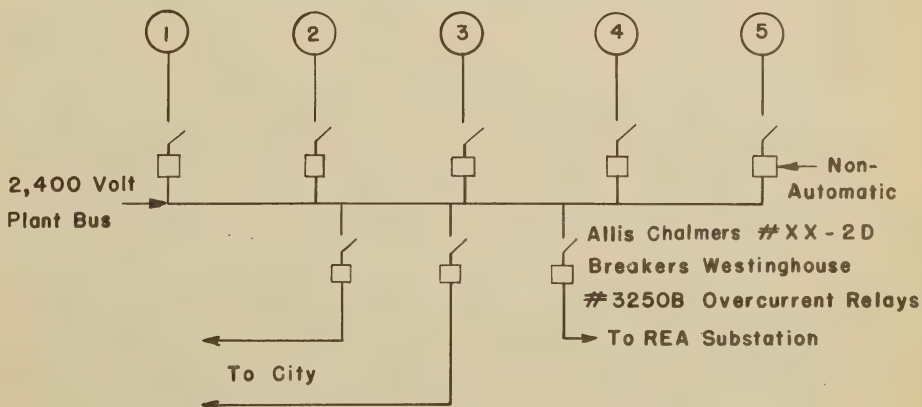 1 2 3 4 5
Non-
Automatic
2,400 Volt
Plant Bus
Allis Chalmers #XX-2D
Breakers Westinghouse
#3250B Overcurrent Relays
To REA Substation
To City